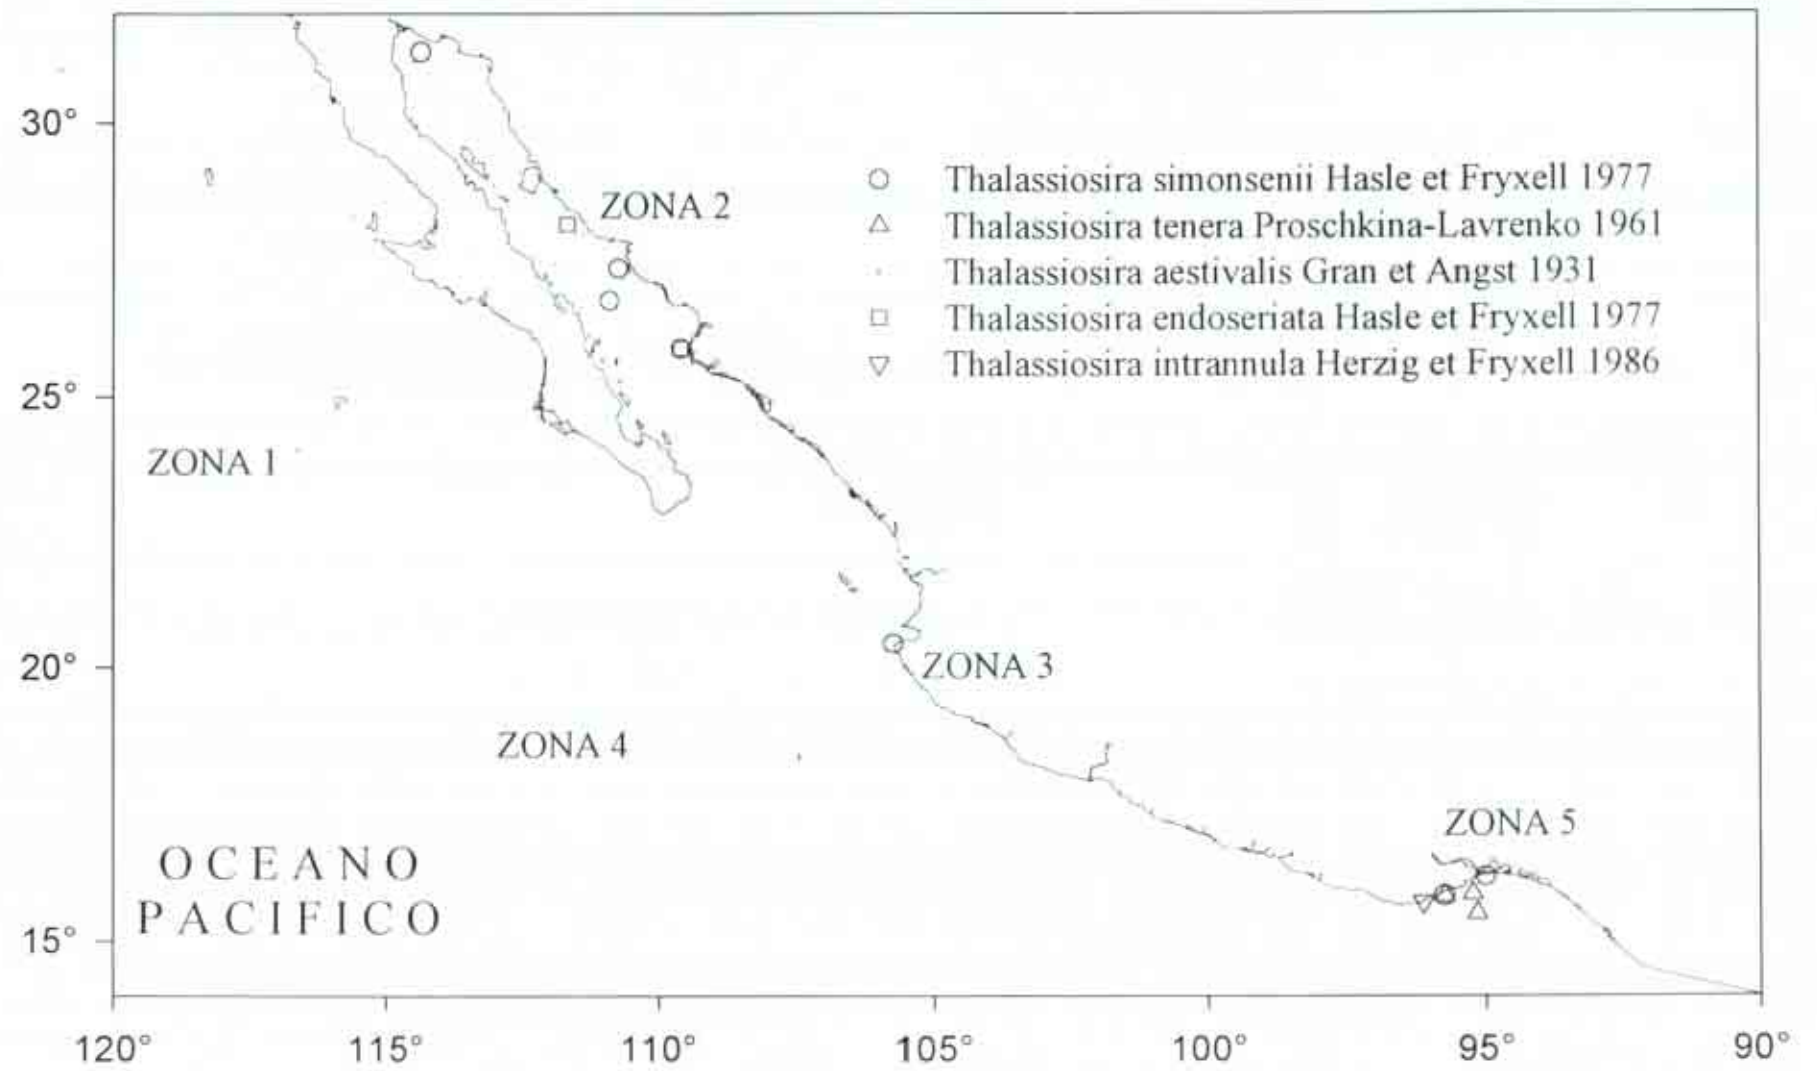 30°
25°
20°
15°
120°
115°
110°
105°
100°
95°
90°
ZONA 1
ZONA 2
ZONA 3
ZONA 4
ZONA 5
OCEANO
PACIFICO
Thalassiosira simonsenii Hasle et Fryxell 1977
Thalassiosira tenera Proschkina-Lavrenko 1961
Thalassiosira aestivalis Gran et Angst 1931
Thalassiosira endoseriata Hasle et Fryxell 1977
Thalassiosira intrannula Herzig et Fryxell 1986